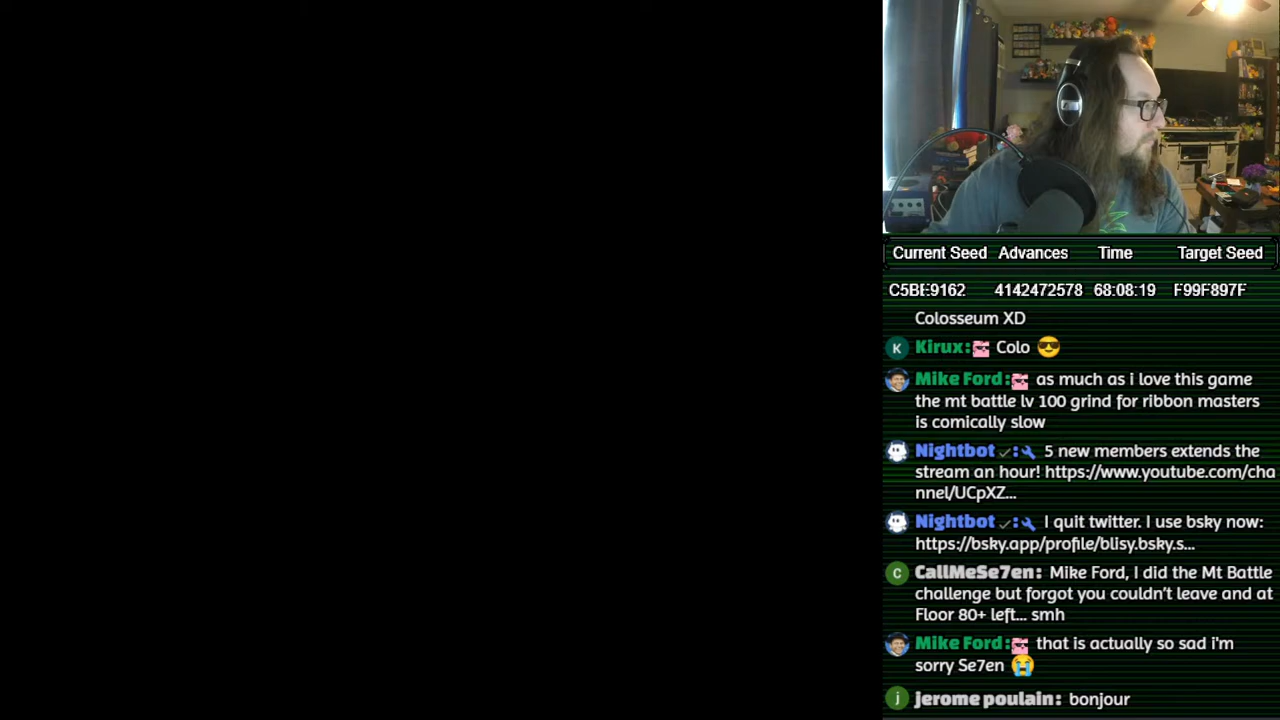 Current Seed Advances Time Target Seed
C5BE9162 4142472578 68:08:19 F99F897F
Colosseum XD
K Kirux: Colo 😎
Mike Ford: as much as i love this game
the mt battle lv 100 grind for ribbon masters
is comically slow
Nightbot ✓: 5 new members extends the
stream an hour! https://www.youtube.com/cha
nnel/UCpXZ...
Nightbot ✓: I quit twitter. I use bsky now:
https://bsky.app/profile/blisy.bsky.s...
C CallMeSe7en: Mike Ford, I did the Mt Battle
challenge but forgot you couldn't leave and at
Floor 80+ left... smh
Mike Ford: that is actually so sad i'm
sorry Se7en 😭
j jerome poulain: bonjour